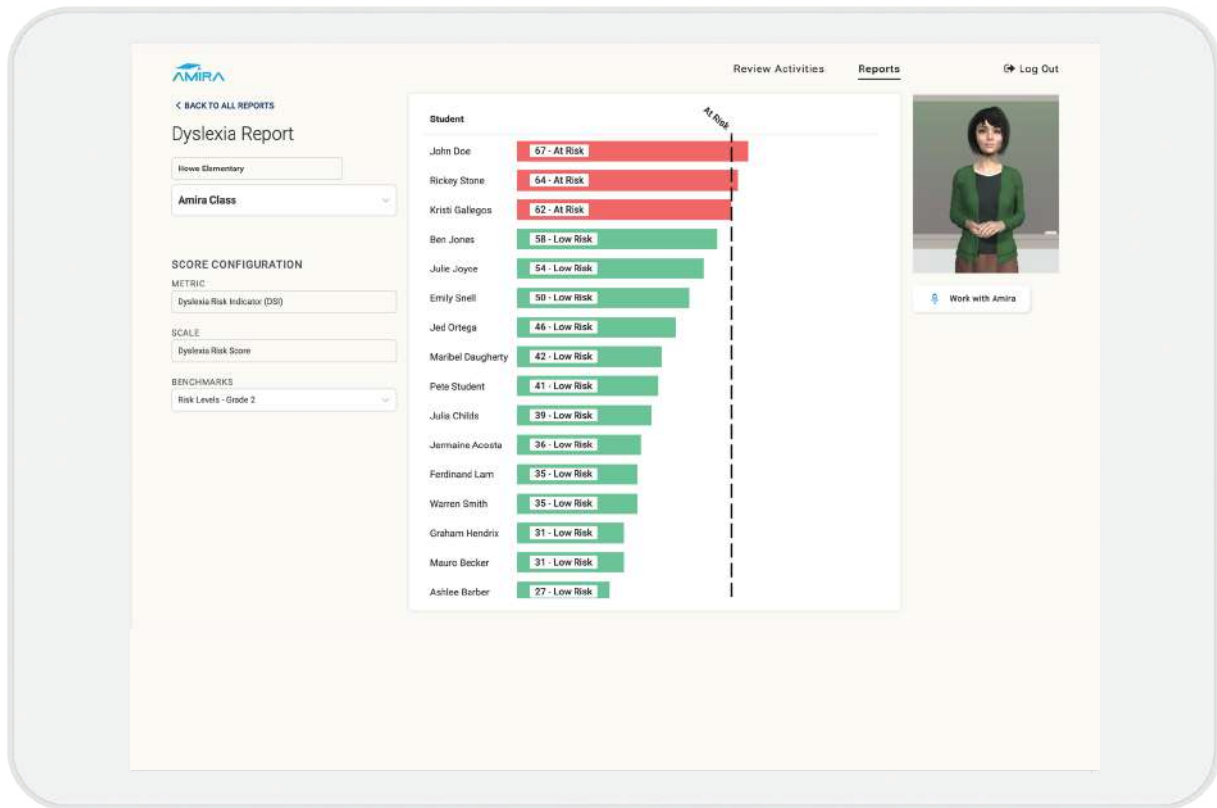 AMIRA
Review Activities
Reports
Log Out
BACK TO ALL REPORTS
Dyslexia Report
Howe Elementary
Amira Class
SCORE CONFIGURATION
METRIC
Dyslexia Risk Indicator (DSI)
SCALE
Dyslexia Risk Score
BENCHMARKS
Risk Levels - Grade 2
Student
At Risk
John Doe 67 - At Risk
Rickey Stone 64 - At Risk
Kristi Gallegos 62 - At Risk
Ben Jones 58 - Low Risk
Julie Joyce 54 - Low Risk
Emily Snell 50 - Low Risk
Jed Ortega 46 - Low Risk
Maribel Daugherty 42 - Low Risk
Pete Student 41 - Low Risk
Julia Childs 39 - Low Risk
Jermaine Acosta 36 - Low Risk
Ferdinand Lam 35 - Low Risk
Warren Smith 35 - Low Risk
Graham Hendrix 31 - Low Risk
Mauro Becker 31 - Low Risk
Ashlee Barber 27 - Low Risk
Work with Amira